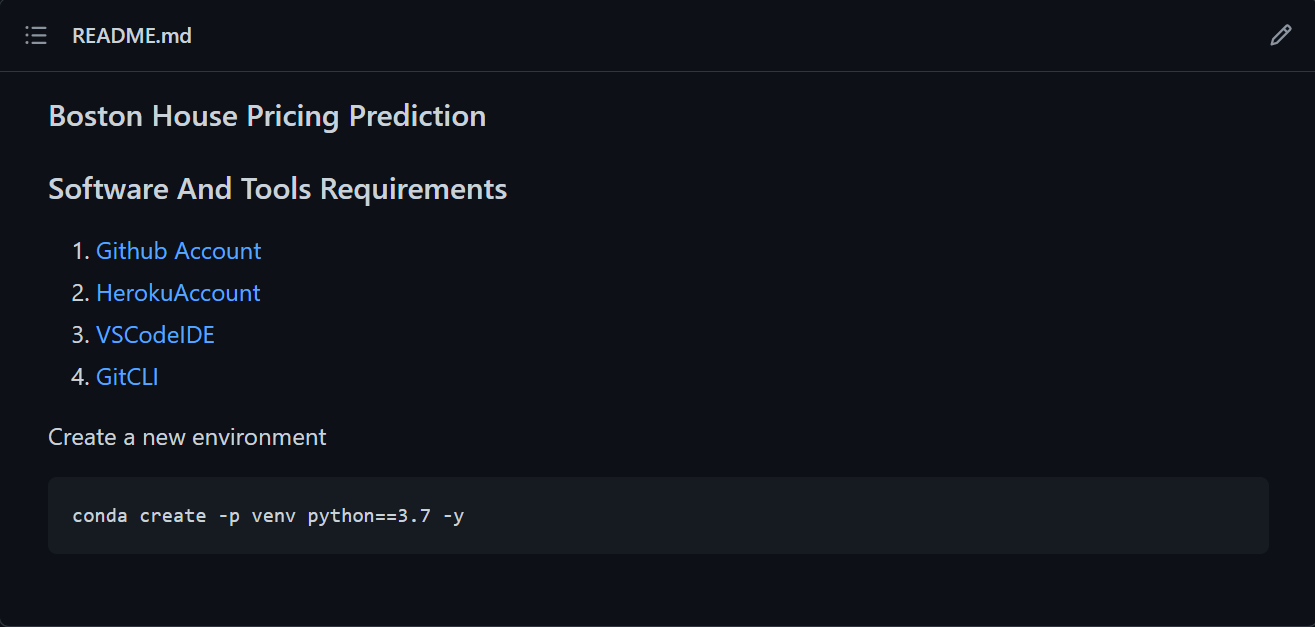 README.md
Boston House Pricing Prediction
Software And Tools Requirements
1. Github Account
2. HerokuAccount
3. VSCodeIDE
4. GitCLI
Create a new environment
conda create -p venv python==3.7 -y